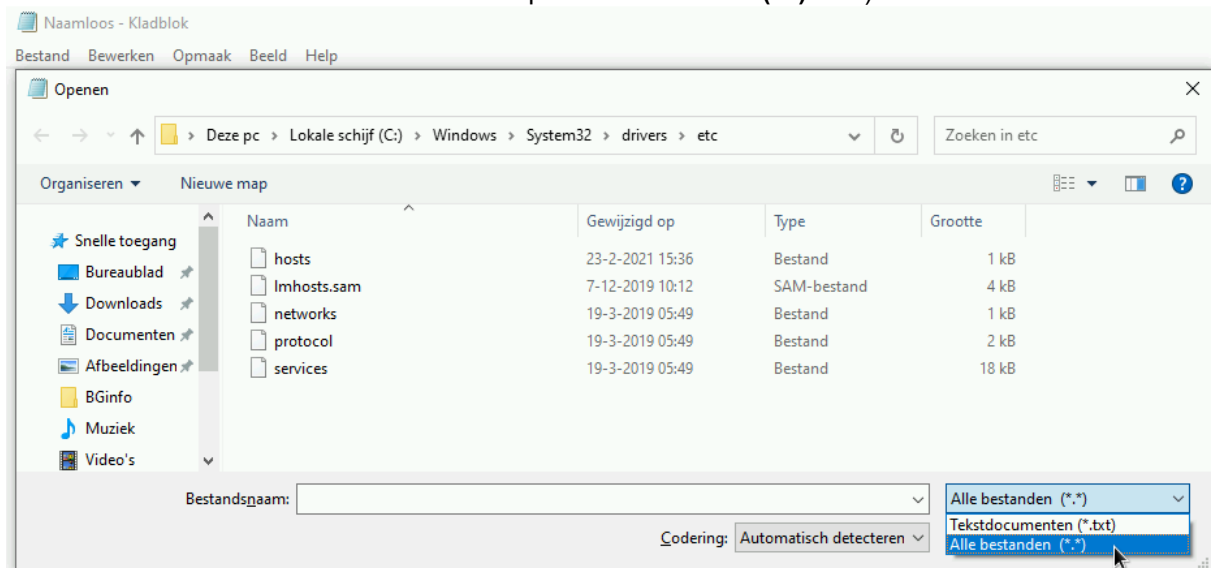 Naamloos - Kladblok
Bestand Bewerken Opmaak Beeld Help
Openen
Deze pc > Lokale schijf (C:) > Windows > System32 > drivers > etc
Zoeken in etc
Organiseren Nieuwe map
Naam Gewijzigd op Type Grootte
Snelle toegang
Bureaublad
Downloads
Documenten
Afbeeldingen
BGinfo
Muziek
Video's
hosts 23-2-2021 15:36 Bestand 1 kB
lmhosts.sam 7-12-2019 10:12 SAM-bestand 4 kB
networks 19-3-2019 05:49 Bestand 1 kB
protocol 19-3-2019 05:49 Bestand 2 kB
services 19-3-2019 05:49 Bestand 18 kB
Bestandsnaam:
Alle bestanden (*.*)
Tekstdocumenten (*.txt)
Alle bestanden (*.*)
Codering: Automatisch detecteren